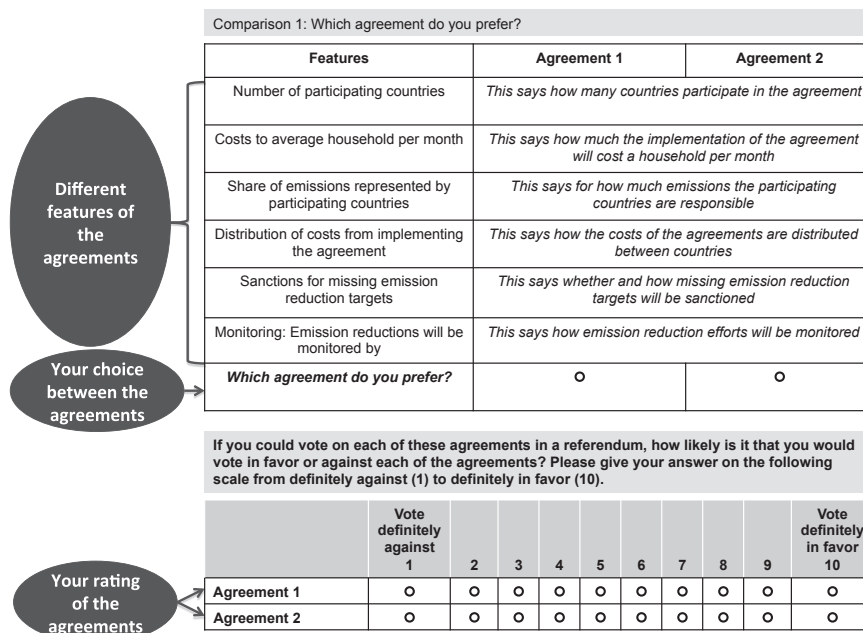 Comparison 1: Which agreement do you prefer?
Features Agreement 1 Agreement 2
Number of participating countries This says how many countries participate in the agreement
Costs to average household per month This says how much the implementation of the agreement
will cost a household per month
Different
features of
the
agreements
Share of emissions represented by
participating countries
This says for how much emissions the participating
countries are responsible
Distribution of costs from implementing
the agreement
This says how the costs of the agreements are distributed
between countries
Sanctions for missing emission
reduction targets
This says whether and how missing emission reduction
targets will be sanctioned
Monitoring: Emission reductions will be
monitored by
This says how emission reduction efforts will be monitored
Your choice
between the
agreements
Which agreement do you prefer?
If you could vote on each of these agreements in a referendum, how likely is it that you would
vote in favor or against each of the agreements? Please give your answer on the following
scale from definitely against (1) to definitely in favor (10).
Vote
definitely
against
1 2 3 4 5 6 7 8 9
Vote
definitely
in favor
10
Your rating
of the
agreements
Agreement 1
Agreement 2